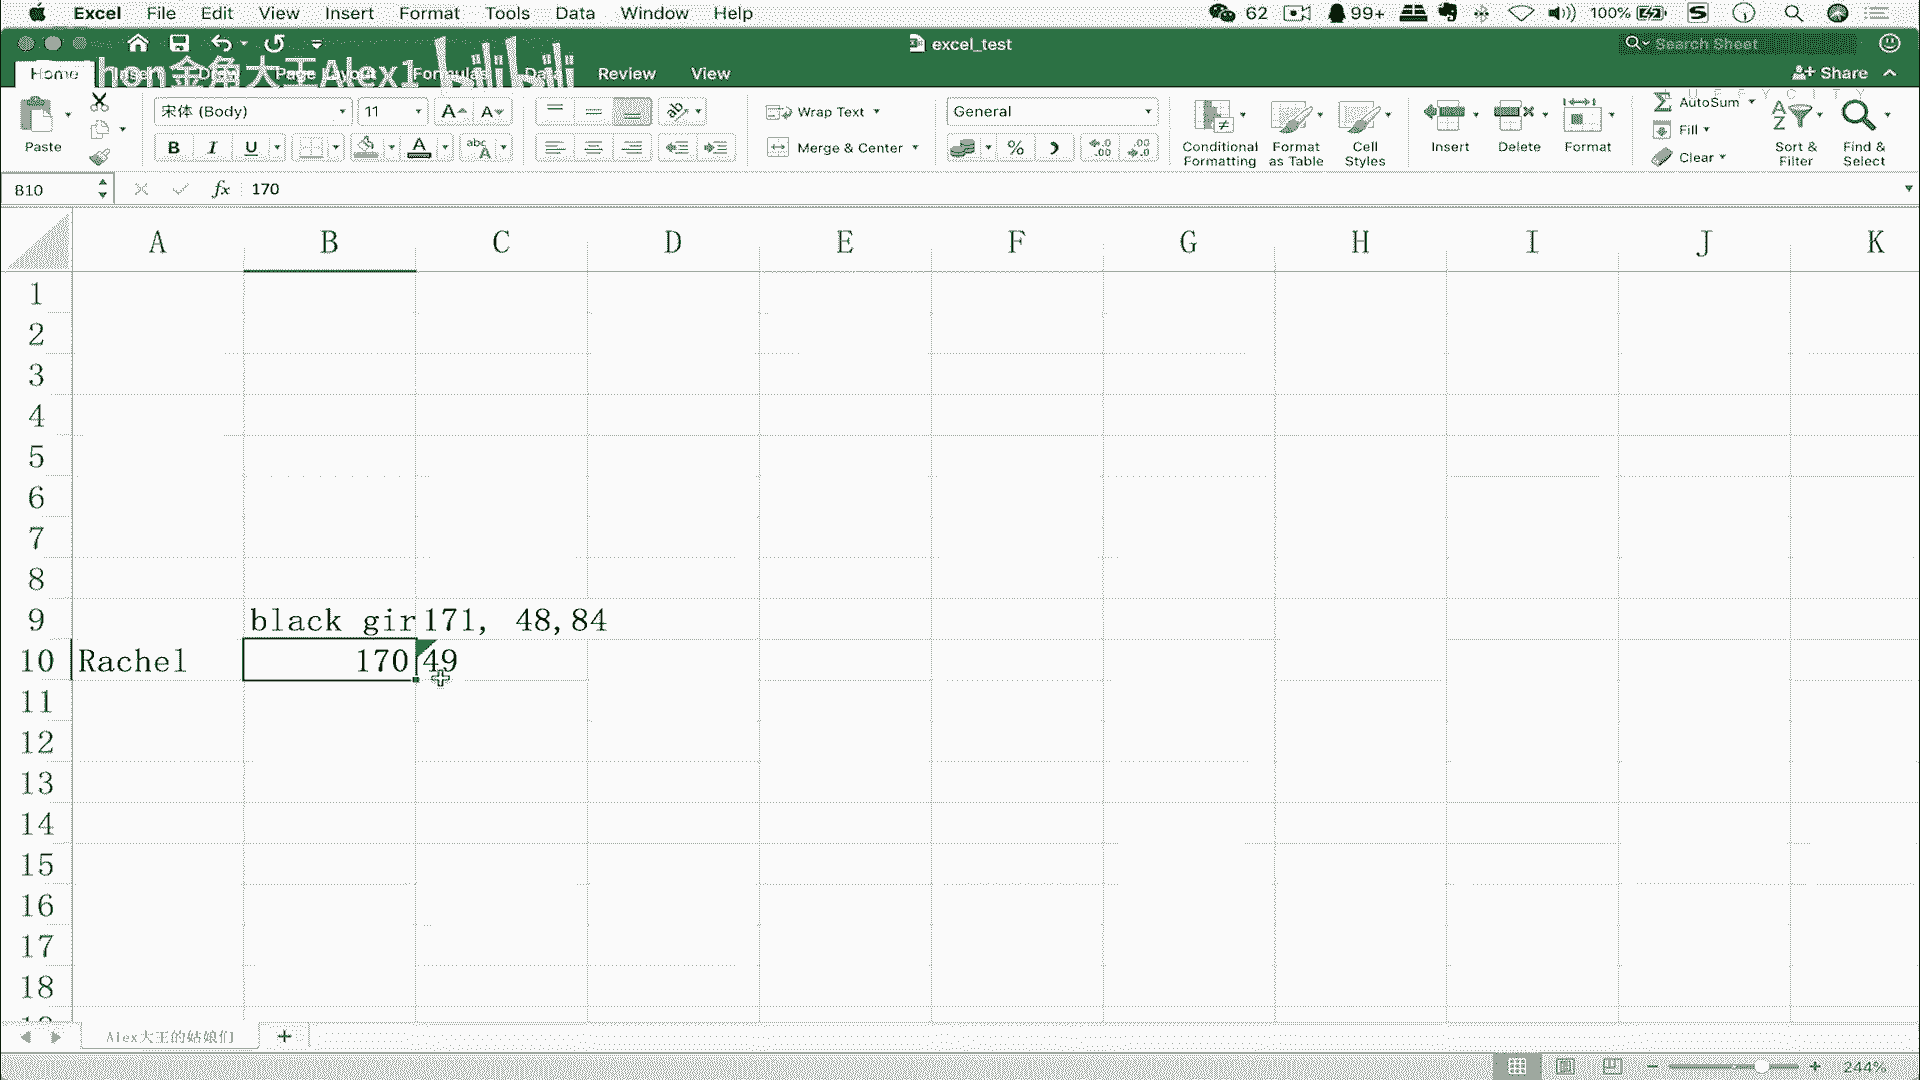 Excel File Edit View Insert Format Tools Data Window Help 62 99+ 100%
excel_test
Search Sheet
hon金角大王Alex1 bilibili
Home Page Layout Formulas Data Review View Share
宋体 (Body) 11 Wrap Text General AutoSum
Fill
Paste B I U abc A Merge & Center % Conditional Formatting Format as Table Cell Styles Insert Delete Format Clear Sort & Filter Find & Select
B10 fx 170
A B C D E F G H I J K
1
2
3
4
5
6
7
8
9 black gir 171, 48,84
10 Rachel 170 49
11
12
13
14
15
16
17
18
Alex大王的姑娘们 +
244%